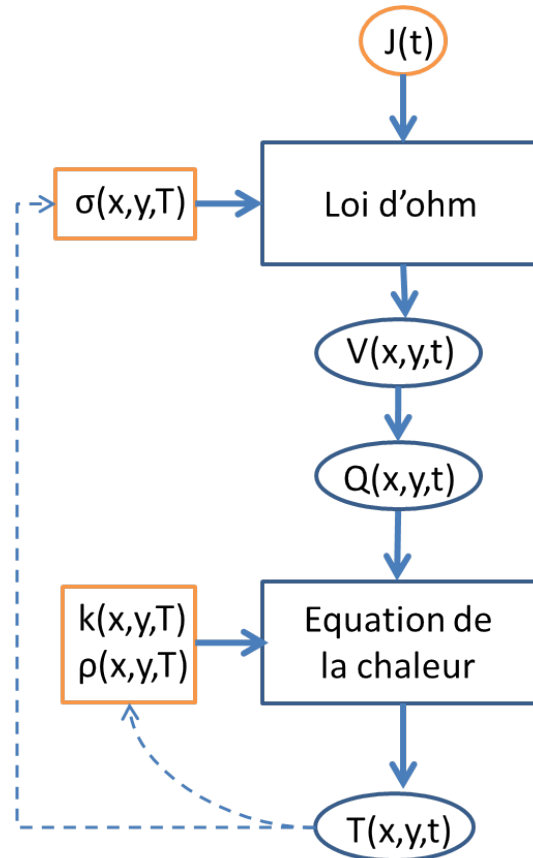 J(t)
σ(x,y,T)
Loi d'ohm
V(x,y,t)
Q(x,y,t)
k(x,y,T)
ρ(x,y,T)
Equation de
la chaleur
T(x,y,t)